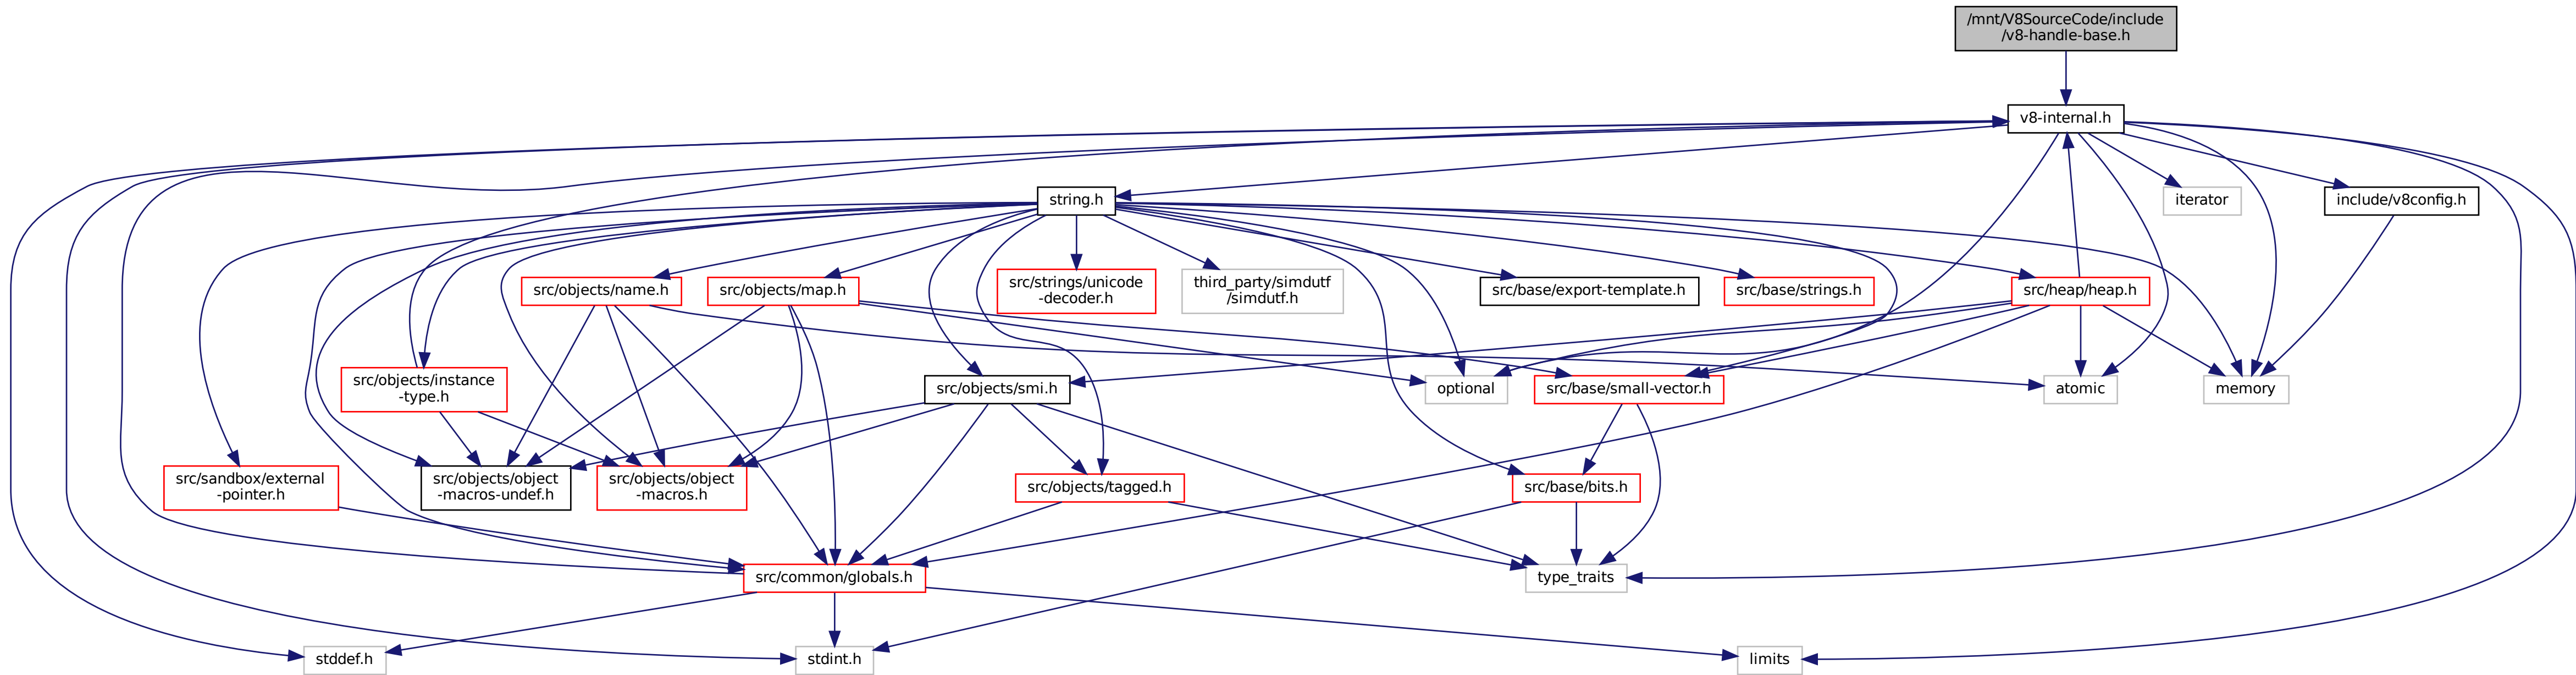 /mnt/V8SourceCode/include
/v8-handle-base.h
v8-internal.h
string.h
iterator
include/v8config.h
src/objects/name.h
src/objects/map.h
src/strings/unicode
-decoder.h
third_party/simdutf
/simdutf.h
src/base/export-template.h
src/base/strings.h
src/heap/heap.h
src/objects/instance
-type.h
src/objects/smi.h
optional
src/base/small-vector.h
atomic
memory
src/sandbox/external
-pointer.h
src/objects/object
-macros-undef.h
src/objects/object
-macros.h
src/objects/tagged.h
src/base/bits.h
src/common/globals.h
type_traits
stddef.h
stdint.h
limits